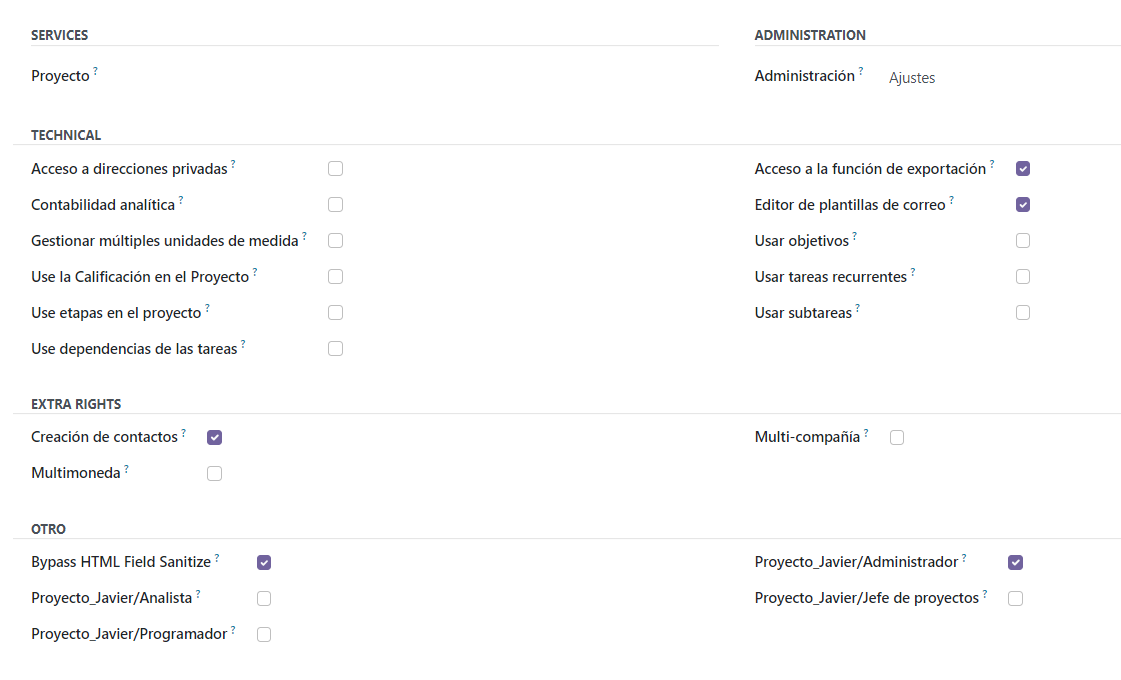 SERVICES
Proyecto ?
ADMINISTRATION
Administración ? Ajustes
TECHNICAL
Acceso a direcciones privadas ?
Contabilidad analítica ?
Gestionar múltiples unidades de medida ?
Use la Calificación en el Proyecto ?
Use etapas en el proyecto ?
Use dependencias de las tareas ?
Acceso a la función de exportación ?
Editor de plantillas de correo ?
Usar objetivos ?
Usar tareas recurrentes ?
Usar subtareas ?
EXTRA RIGHTS
Creación de contactos ?
Multimoneda ?
Multi-compañía ?
OTRO
Bypass HTML Field Sanitize ?
Proyecto_Javier/Analista ?
Proyecto_Javier/Programador ?
Proyecto_Javier/Administrador ?
Proyecto_Javier/Jefe de proyectos ?